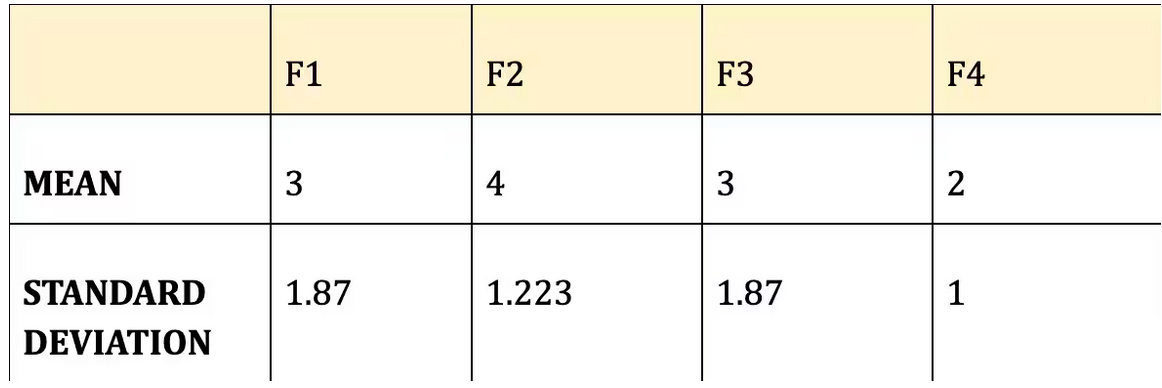 F1 F2 F3 F4
MEAN 3 4 3 2
STANDARD 1.87 1.223 1.87 1
DEVIATION